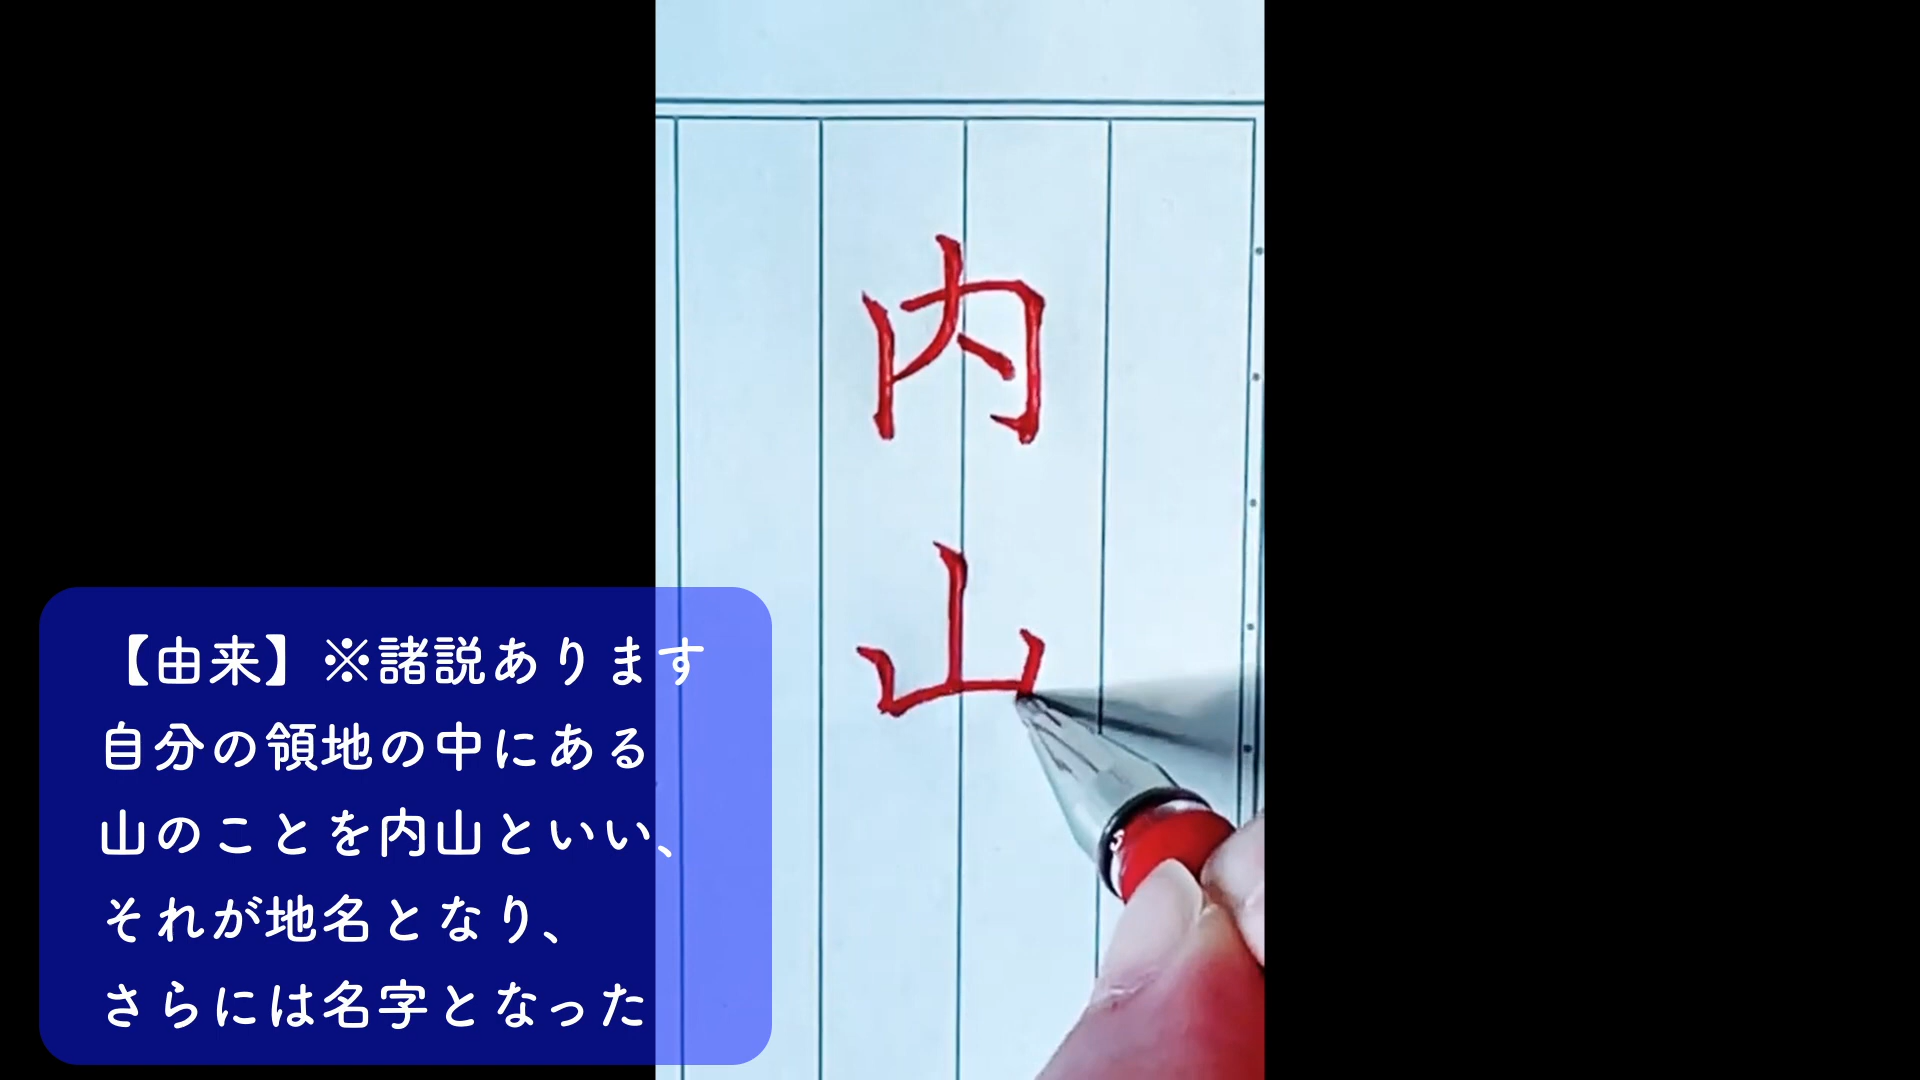 内山
【由来】※諸説あります
自分の領地の中にある
山のことを内山といい、
それが地名となり、
さらには名字となった